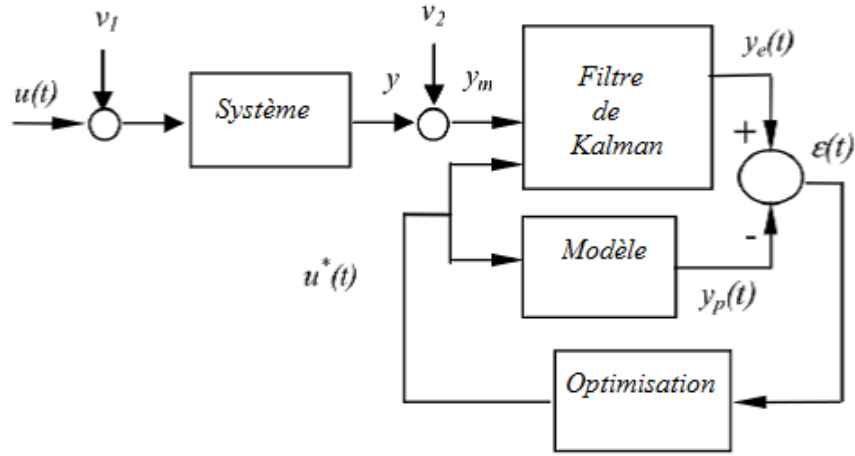 v1
v2
u(t)
Système
y
ym
Filtre
de
Kalman
ye(t)
+
ε(t)
-
u*(t)
Modèle
yp(t)
Optimisation